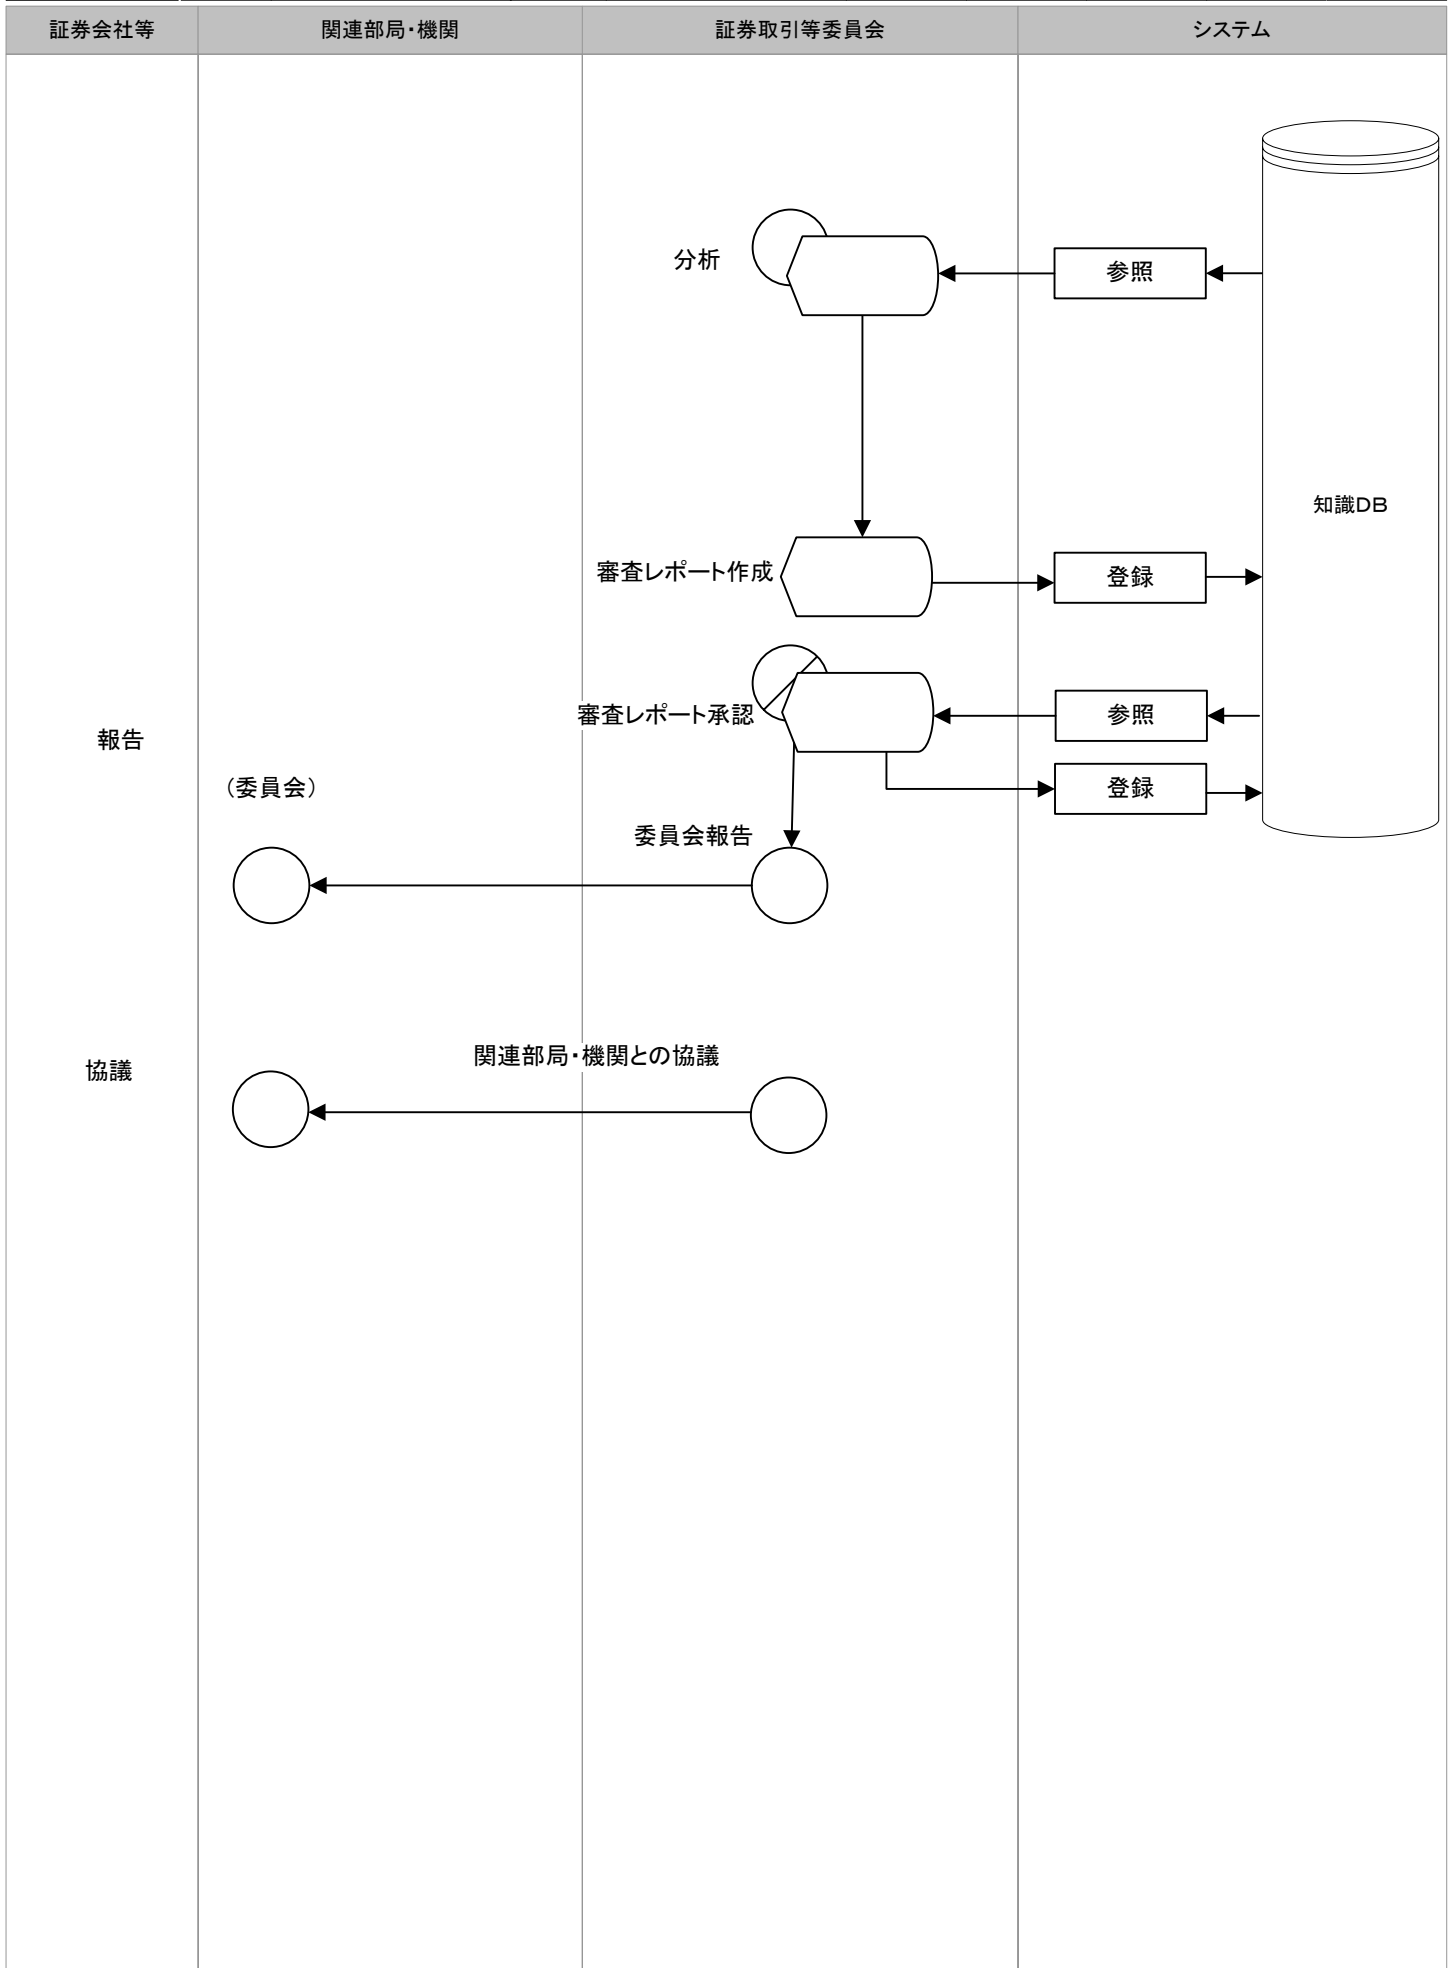 証券会社等
関連部局・機関
証券取引等委員会
システム
分析
参照
知識DB
審査レポート作成
登録
審査レポート承認
参照
報告
(委員会)
登録
委員会報告
関連部局・機関との協議
協議